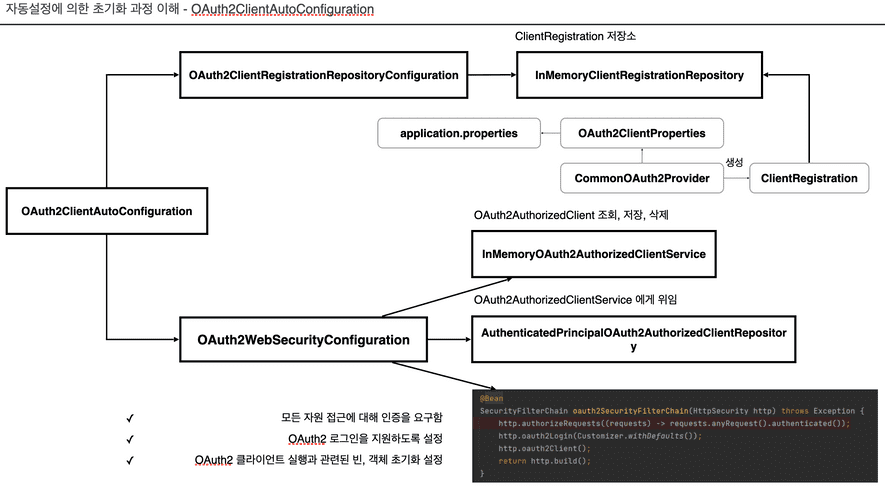 자동설정에 의한 초기화 과정 이해 - OAuth2ClientAutoConfiguration
ClientRegistration 저장소
OAuth2ClientRegistrationRepositoryConfiguration
InMemoryClientRegistrationRepository
application.properties
OAuth2ClientProperties
CommonOAuth2Provider
생성
ClientRegistration
OAuth2ClientAutoConfiguration
OAuth2AuthorizedClient 조회, 저장, 삭제
InMemoryOAuth2AuthorizedClientService
OAuth2AuthorizedClientService 에게 위임
OAuth2WebSecurityConfiguration
AuthenticatedPrincipalOAuth2AuthorizedClientRepositor
y
✓ 모든 자원 접근에 대해 인증을 요구함
✓ OAuth2 로그인을 지원하도록 설정
✓ OAuth2 클라이언트 실행과 관련된 빈, 객체 초기화 설정
@Bean
SecurityFilterChain oauth2SecurityFilterChain(HttpSecurity http) throws Exception {
http.authorizeRequests((requests) -> requests.anyRequest().authenticated());
http.oauth2Login(Customizer.withDefaults());
http.oauth2Client();
return http.build();
}